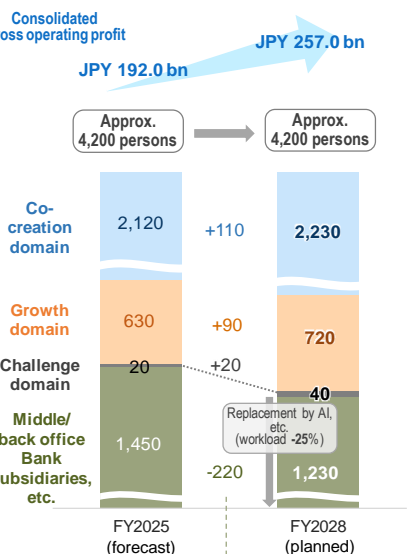 Consolidated
oss operating profit
JPY 257.0 bn
JPY 192.0 bn
Approx.
4,200 persons
Approx.
4,200 persons
Co-
creation
domain
2,120
+110
2,230
Growth
domain
630
+90
720
Challenge
domain
20
+20
40
Middle/
back office
Bank
subsidiaries,
etc.
1,450
-220
Replacement by AI,
etc.
(workload -25%)
1,230
FY2025
(forecast)
FY2028
(planned)